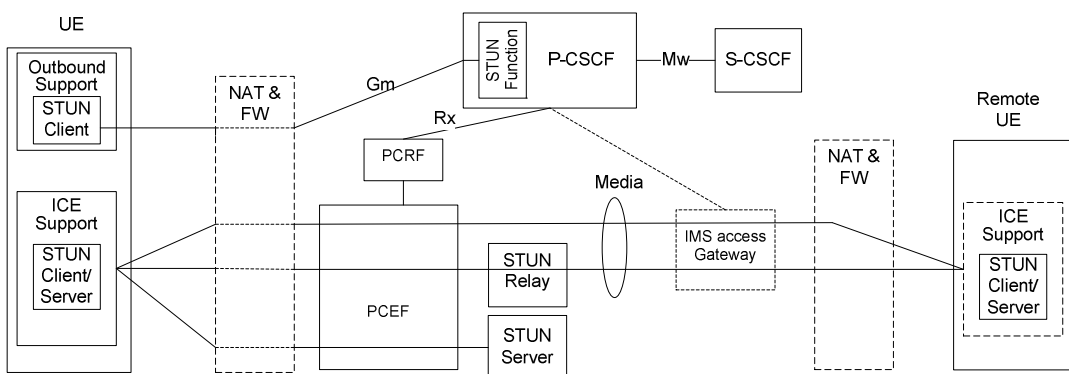 UE
Outbound
Support
STUN
Client
NAT &
FW
Gm
STUN
Function
P-CSCF
Mw
S-CSCF
Rx
PCRF
Remote
UE
NAT &
FW
Media
ICE
Support
STUN
Client/
Server
PCEF
STUN
Relay
STUN
Server
IMS access
Gateway
ICE
Support
STUN
Client/
Server